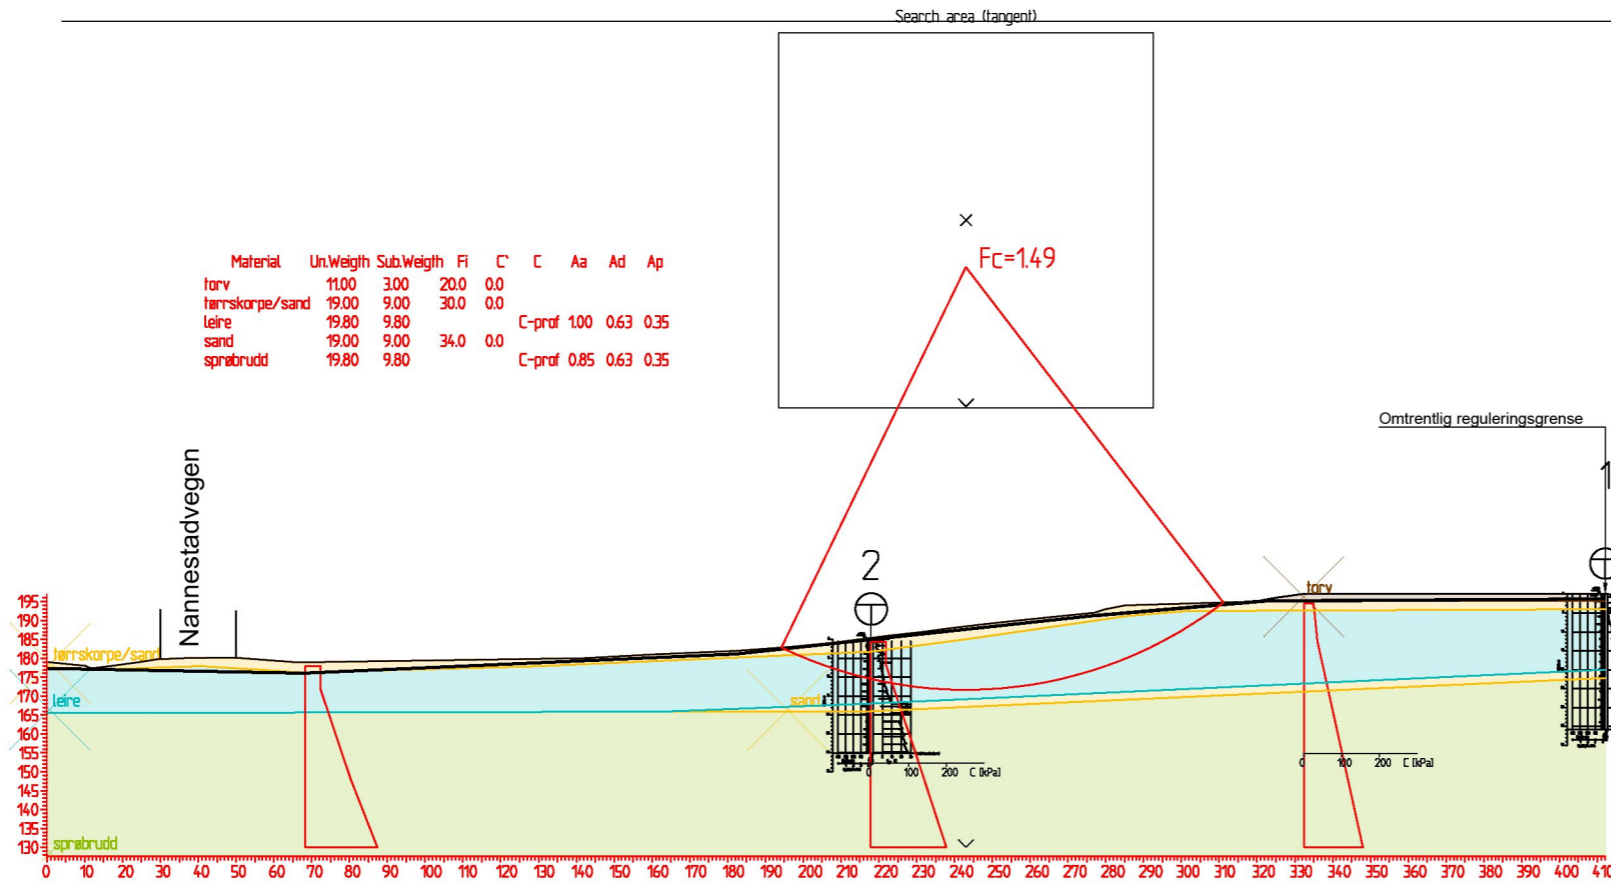 Search area (tangent)
Fc=1.49
Material Un.Weigth Sub.Weigth Fi C` C Aa Ad Ap
torv 11.00 3.00 20.0 0.0
tørrskorpe/sand 19.00 9.00 30.0 0.0
leire 19.80 9.80 C-prof 1.00 0.63 0.35
sand 19.00 9.00 34.0 0.0
sprøbrudd 19.80 9.80 C-prof 0.85 0.63 0.35
Omtrentlig reguleringsgrense
Nannestadvegen
1
2
torv
tørrskorpe/sand
leire
sand
sprøbrudd
195
190
185
180
175
170
165
160
155
150
145
140
135
130
0 100 200 C [kPa]
0 100 200 C [kPa]
0 10 20 30 40 50 60 70 80 90 100 110 120 130 140 150 160 170 180 190 200 210 220 230 240 250 260 270 280 290 300 310 320 330 340 350 360 370 380 390 400 410